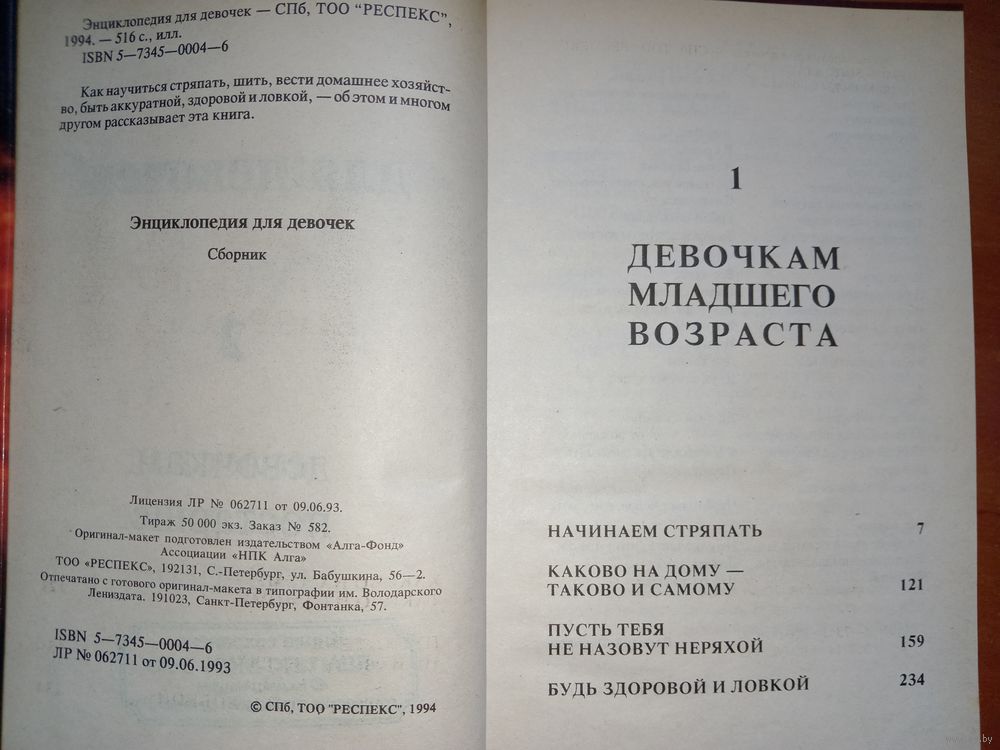 Энциклопедия для девочек — СПб, ТОО "РЕСПЕКС",
1994. — 516 с., илл.
ISBN 5—7345—0004—6
Как научиться стряпать, шить, вести домашнее хозяйст-
во, быть аккуратной, здоровой и ловкой, — об этом и многом
другом рассказывает эта книга.
Энциклопедия для девочек
Сборник
Лицензия ЛР № 062711 от 09.06.93.
Тираж 50 000 экз. Заказ № 582.
Оригинал-макет подготовлен издательством «Алга-Фонд»
Ассоциации «НПК Алга»
ТОО «РЕСПЕКС», 192131, С.-Петербург, ул. Бабушкина, 56—2.
Отпечатано с готового оригинал-макета в типографии им. Володарского
Лениздата. 191023, Санкт-Петербург, Фонтанка, 57.
ISBN 5—7345—0004—6
ЛР № 062711 от 09.06.1993
© СПб, ТОО "РЕСПЕКС", 1994
1
ДЕВОЧКАМ
МЛАДШЕГО
ВОЗРАСТА
НАЧИНАЕМ СТРЯПАТЬ 7
КАКОВО НА ДОМУ —
ТАКОВО И САМОМУ 121
ПУСТЬ ТЕБЯ
НЕ НАЗОВУТ НЕРЯХОЙ 159
БУДЬ ЗДОРОВОЙ И ЛОВКОЙ 234